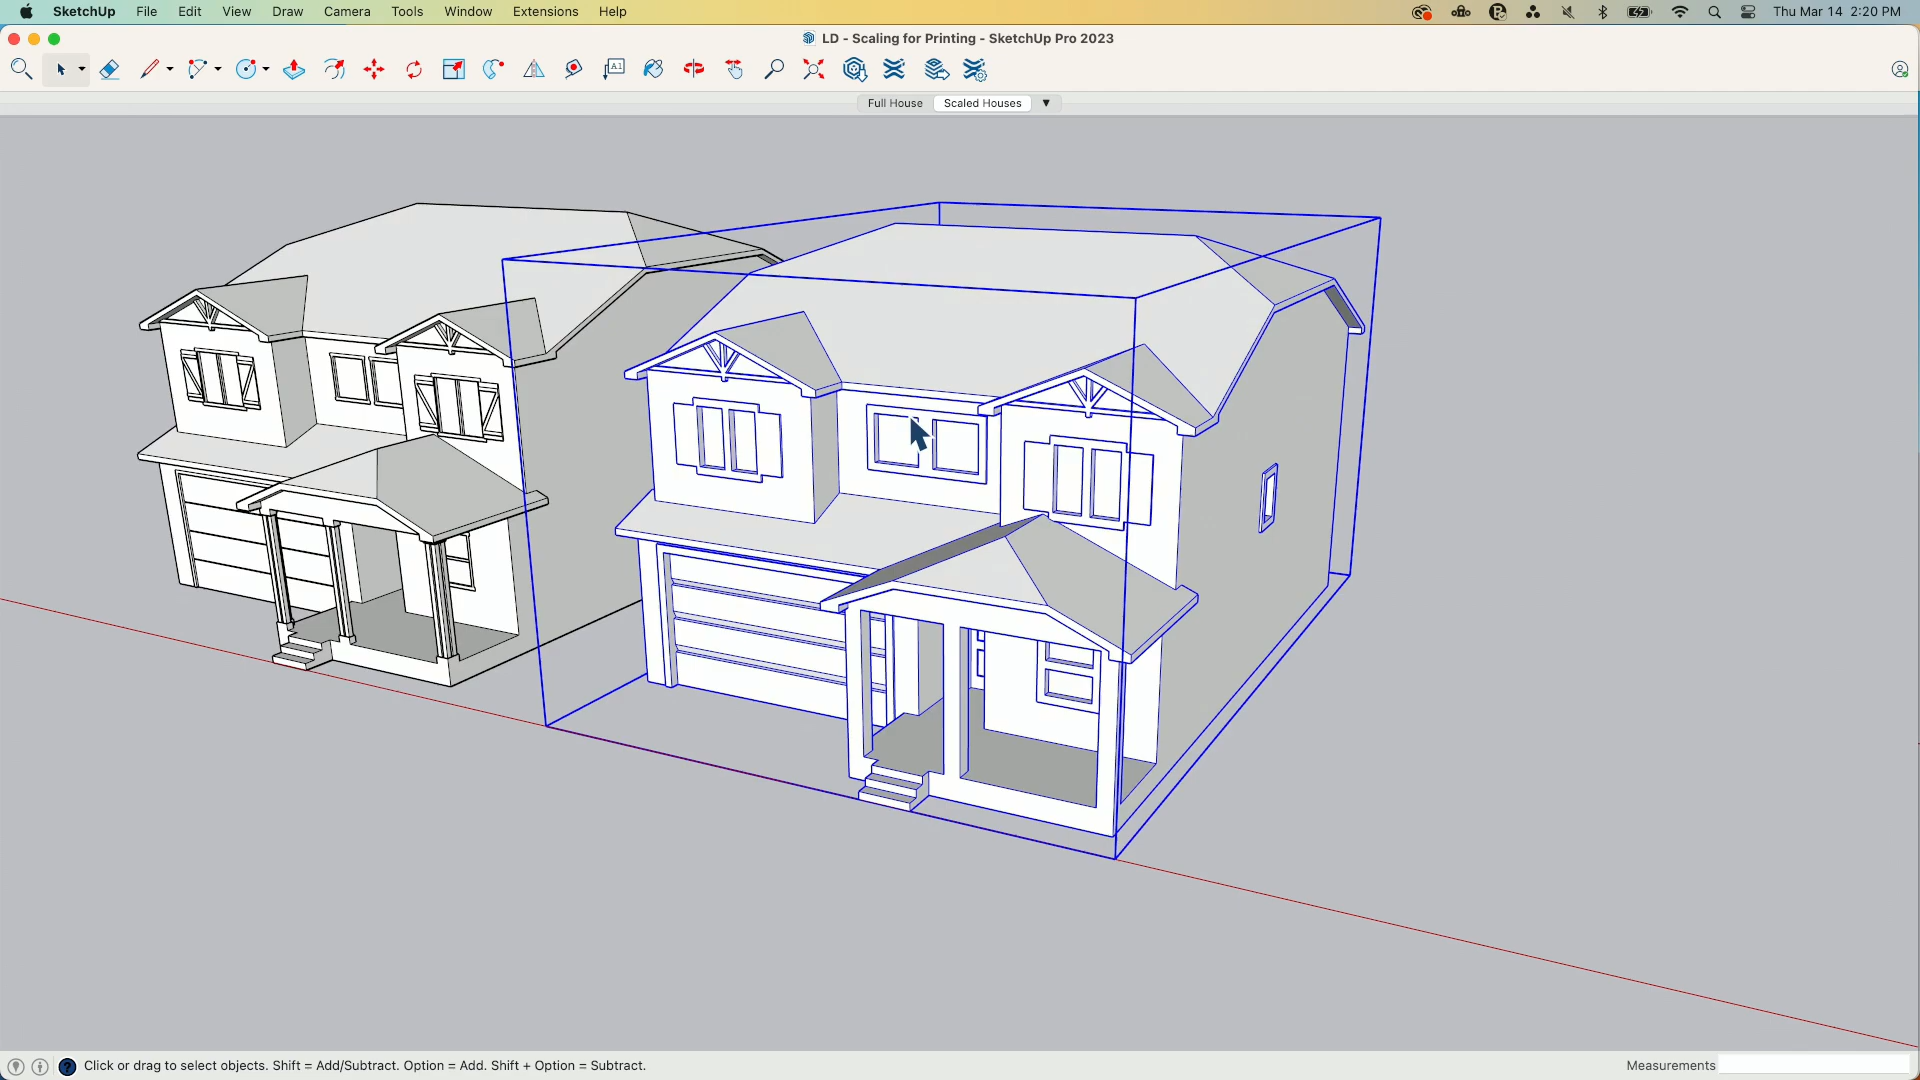 SketchUp File Edit View Draw Camera Tools Window Extensions Help Thu Mar 14 2:20 PM
LD - Scaling for Printing - SketchUp Pro 2023
A1
Full House Scaled Houses
Click or drag to select objects. Shift = Add/Subtract. Option = Add. Shift + Option = Subtract. Measurements